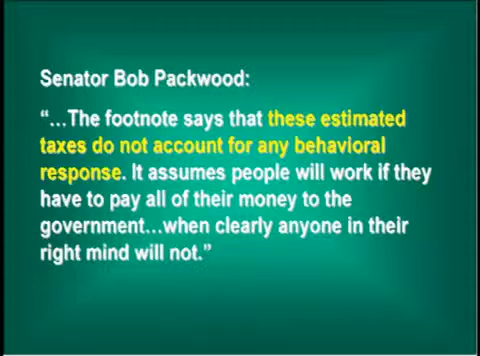 Senator Bob Packwood:
“…The footnote says that these estimated
taxes do not account for any behavioral
response. It assumes people will work if they
have to pay all of their money to the
government…when clearly anyone in their
right mind will not.”